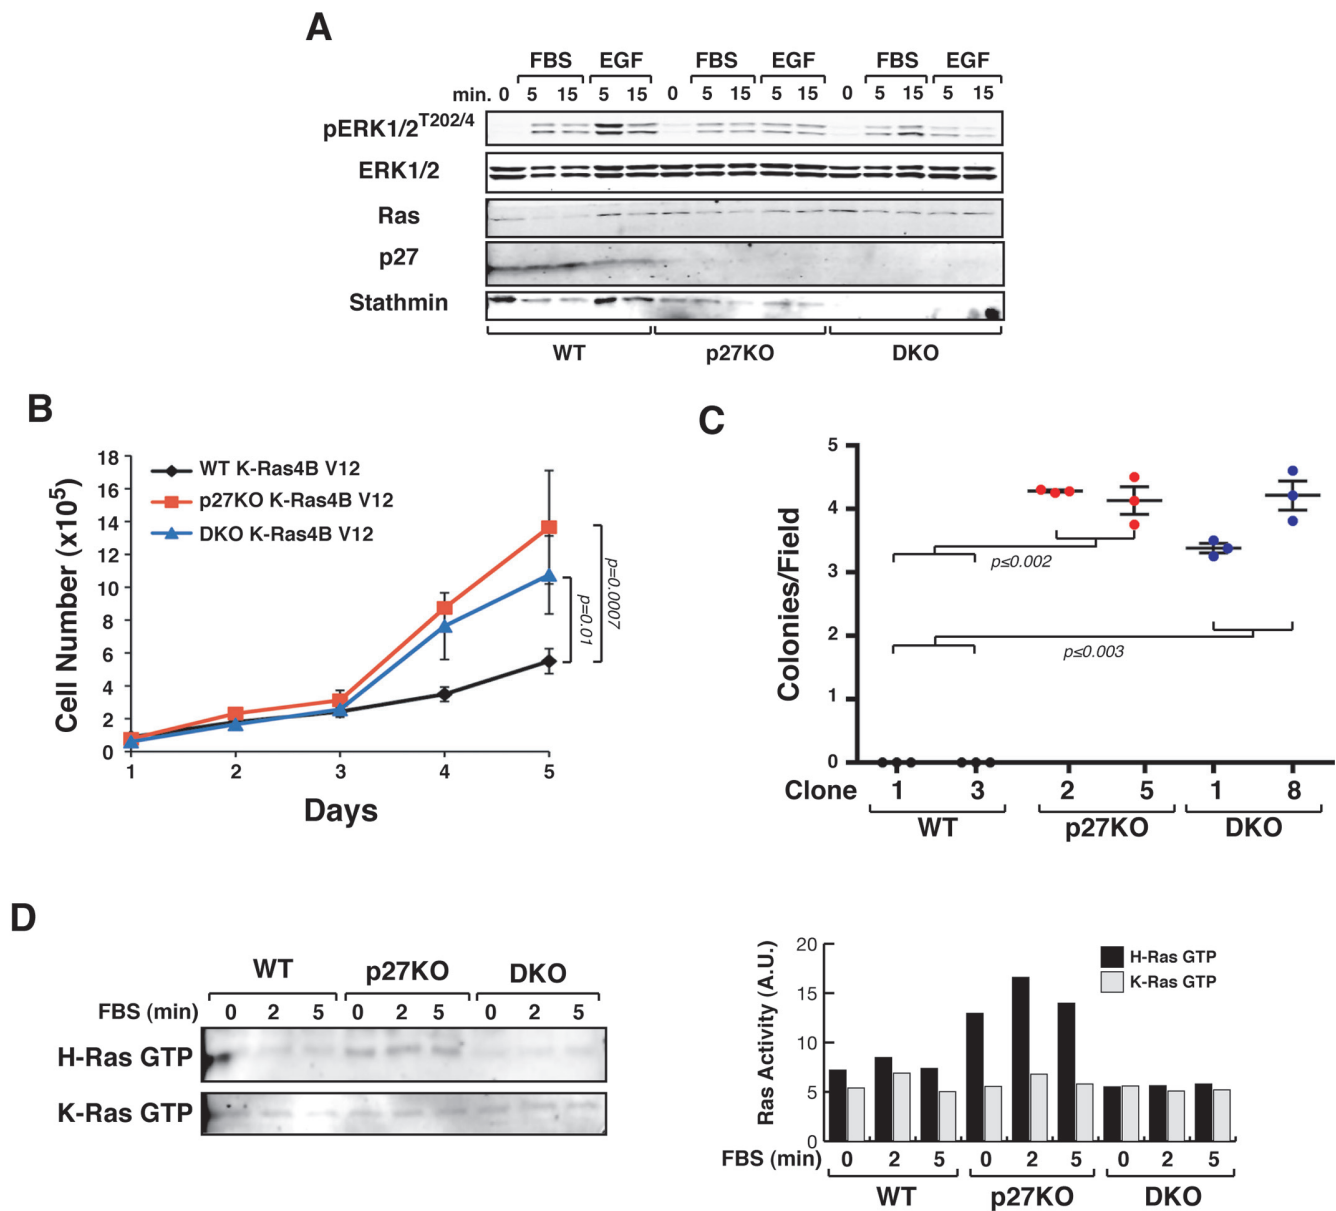 A
FBS EGF FBS EGF FBS EGF
min. 0 5 15 5 15 0 5 15 5 15 0 5 15 5 15
pERK1/2T202/4
ERK1/2
Ras
p27
Stathmin
WT p27KO DKO
B
Cell Number (x10⁵)
18
16
14
12
10
8
6
4
2
0
WT K-Ras4B V12
p27KO K-Ras4B V12
DKO K-Ras4B V12
p=0.01
p=0.0007
1 2 3 4 5
Days
C
Colonies/Field
5
4
3
2
1
0
p≤0.002
p≤0.003
Clone 1 3 2 5 1 8
WT p27KO DKO
D
WT p27KO DKO
FBS (min) 0 2 5 0 2 5 0 2 5
H-Ras GTP
K-Ras GTP
Ras Activity (A.U.)
20
15
10
5
0
H-Ras GTP
K-Ras GTP
FBS (min) 0 2 5 0 2 5 0 2 5
WT p27KO DKO